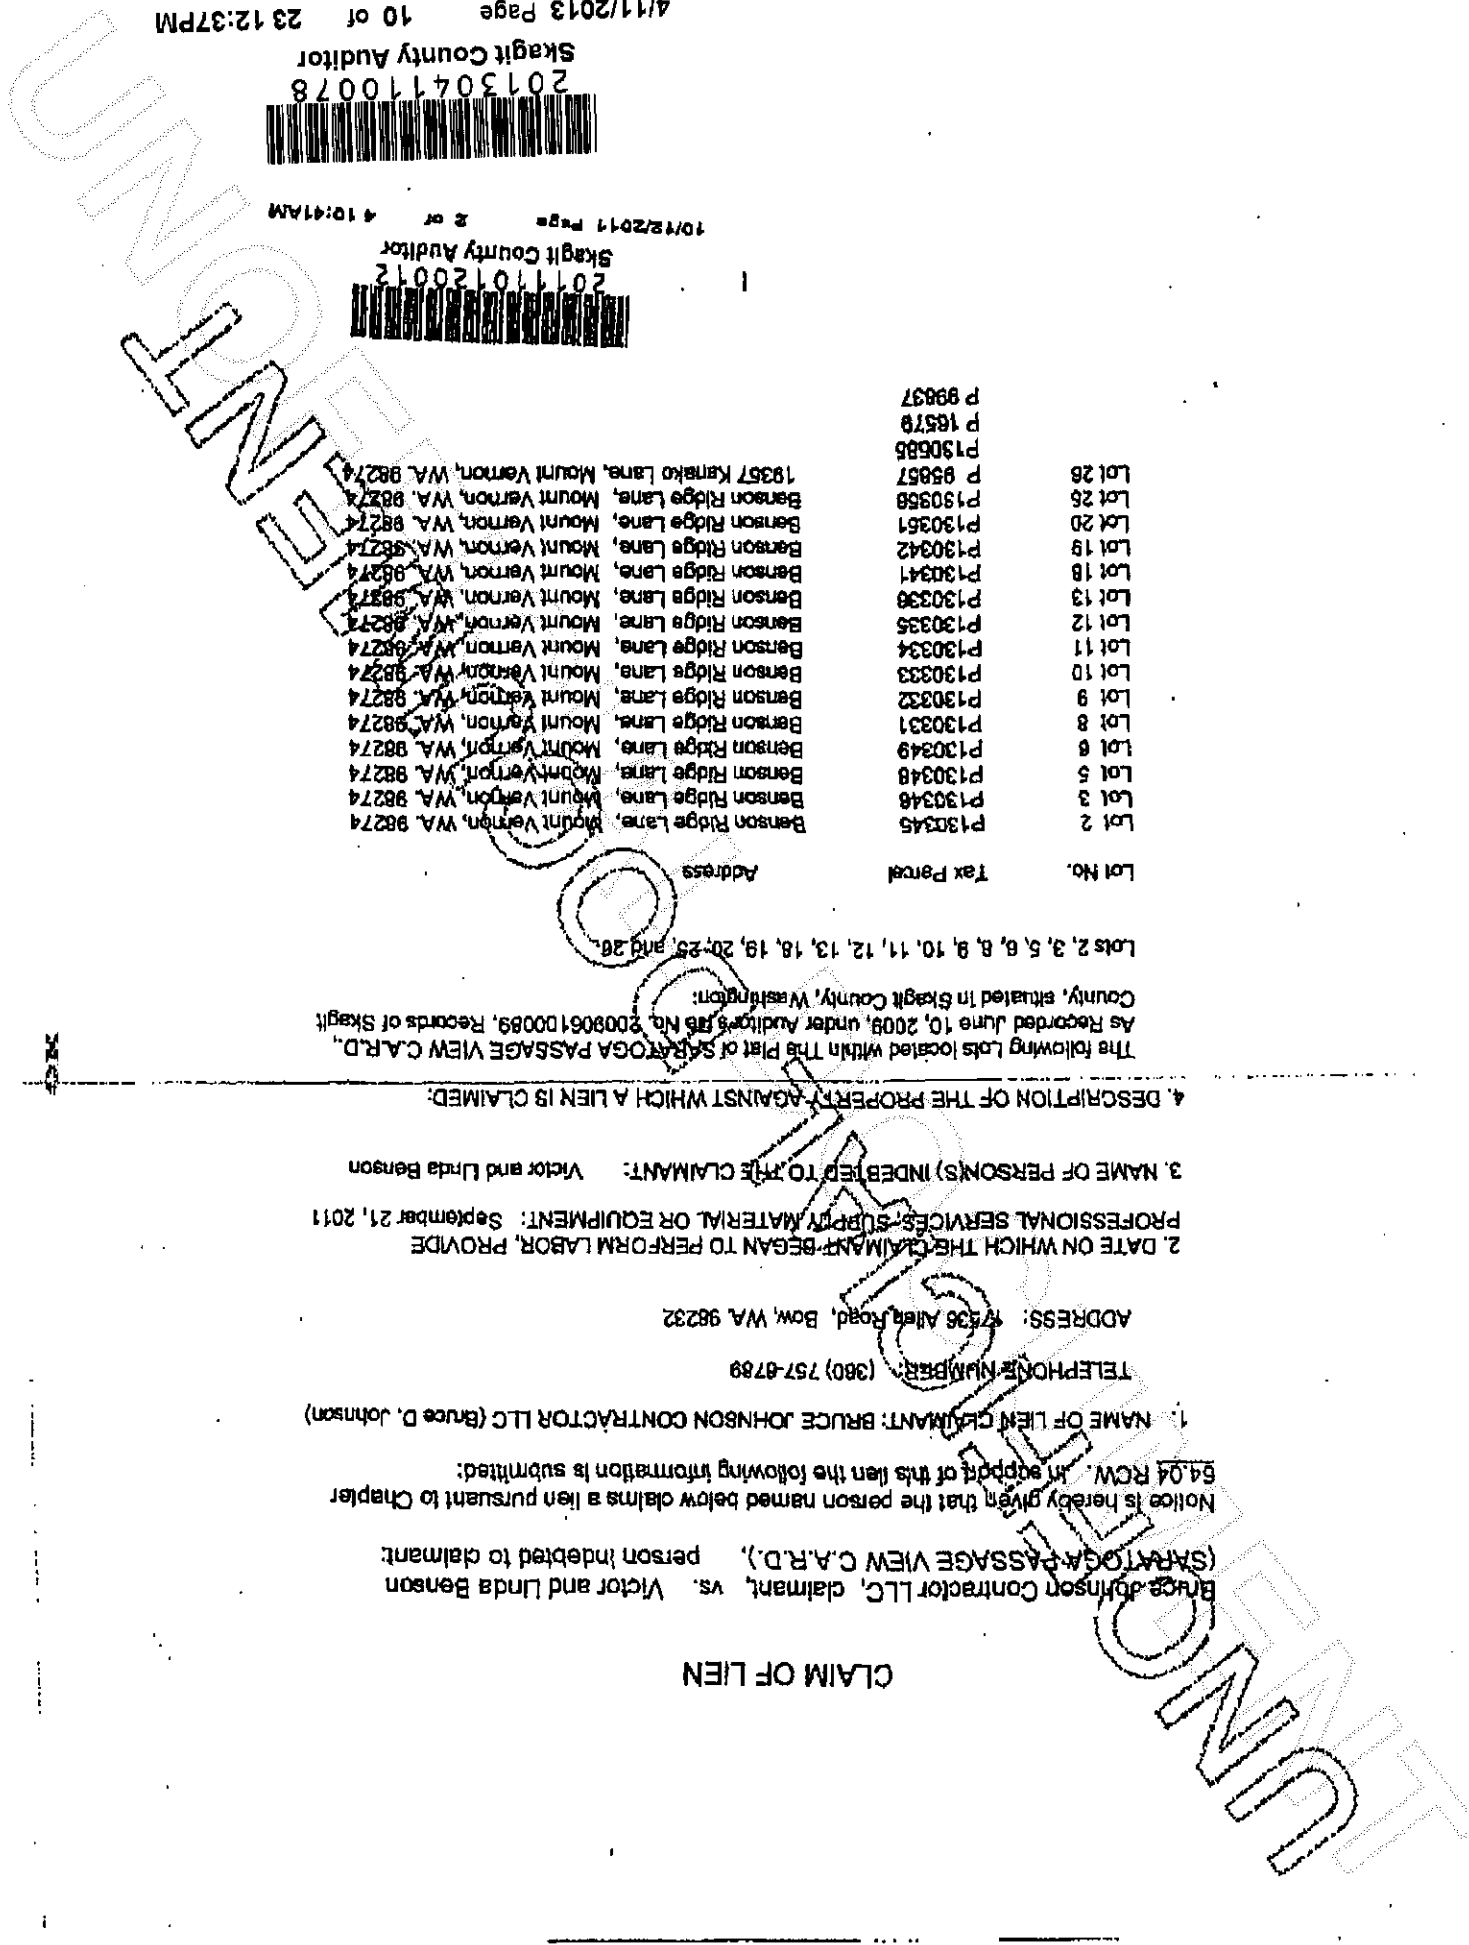 CLAIM OF LIEN
Bruce Johnson Contractor LLC, claimant, vs. Victor and Linda Benson
(SARATOGA PASSAGE VIEW C.A.R.D.), person indebted to claimant:
Notice is hereby given that the person named below claims a lien pursuant to Chapter
64.04 RCW. In support of this lien the following information is submitted:
1. NAME OF LIEN CLAIMANT: BRUCE JOHNSON CONTRACTOR LLC (Bruce D. Johnson)
TELEPHONE NUMBER: (360) 757-6789
ADDRESS: 17536 Allen Road, Bow, WA. 98232
2. DATE ON WHICH THE CLAIMANT BEGAN TO PERFORM LABOR, PROVIDE
PROFESSIONAL SERVICES, SUPPLY MATERIAL OR EQUIPMENT: September 21, 2011
3. NAME OF PERSON(S) INDEBTED TO THE CLAIMANT: Victor and Linda Benson
4. DESCRIPTION OF THE PROPERTY AGAINST WHICH A LIEN IS CLAIMED:
The following Lots located within The Plat of SARATOGA PASSAGE VIEW C.A.R.D.,
As Recorded June 10, 2009, under Auditor's File No. 200906100089, Records of Skagit
County, situated in Skagit County, Washington:
Lots 2, 3, 5, 6, 8, 9, 10, 11, 12, 13, 18, 19, 20, 25, and 26
Lot No. Tax Parcel Address
Lot 2 P130345 Benson Ridge Lane, Mount Vernon, WA. 98274
Lot 3 P130346 Benson Ridge Lane, Mount Vernon, WA. 98274
Lot 5 P130348 Benson Ridge Lane, Mount Vernon, WA. 98274
Lot 6 P130349 Benson Ridge Lane, Mount Vernon, WA. 98274
Lot 8 P130331 Benson Ridge Lane, Mount Vernon, WA. 98274
Lot 9 P130332 Benson Ridge Lane, Mount Vernon, WA. 98274
Lot 10 P130333 Benson Ridge Lane, Mount Vernon, WA. 98274
Lot 11 P130334 Benson Ridge Lane, Mount Vernon, WA. 98274
Lot 12 P130335 Benson Ridge Lane, Mount Vernon, WA. 98274
Lot 13 P130336 Benson Ridge Lane, Mount Vernon, WA. 98274
Lot 18 P130341 Benson Ridge Lane, Mount Vernon, WA. 98274
Lot 19 P130342 Benson Ridge Lane, Mount Vernon, WA. 98274
Lot 20 P130351 Benson Ridge Lane, Mount Vernon, WA. 98274
Lot 25 P130356 Benson Ridge Lane, Mount Vernon, WA. 98274
Lot 26 P 95857 19357 Kanako Lane, Mount Vernon, WA. 98274
P130685
P 16579
P 99837
201110120012
Skagit County Auditor
10/12/2011 Page 2 of 4 10:41AM
201304110078
Skagit County Auditor
4/11/2013 Page 10 of 23 12:37PM
UNOFFICIAL DOCUMENT
UNOFFICIAL DOCUMENT